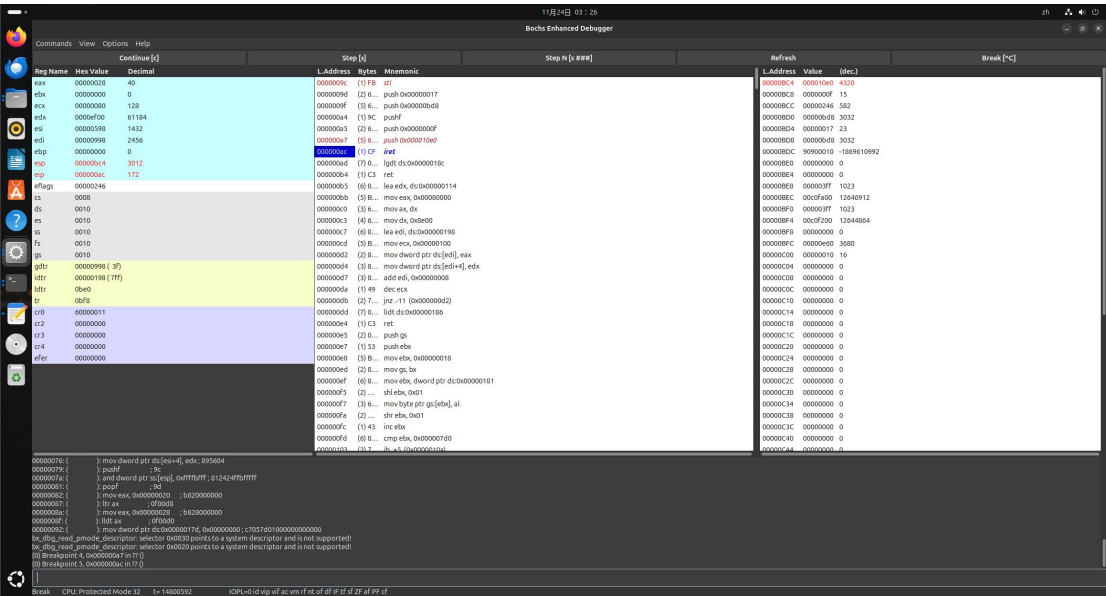 11月24日 03：26
zh
Bochs Enhanced Debugger
Commands View Options Help
Continue [c] Step [s] Step N [s ###] Refresh Break [^C]
Reg Name Hex Value Decimal
eax 00000028 40
ebx 00000000 0
ecx 00000080 128
edx 0000ef00 61184
esi 00000598 1432
edi 00000998 2456
ebp 00000000 0
esp 00000bc4 3012
eip 000000ac 172
eflags 00000246
cs 0008
ds 0010
es 0010
ss 0010
fs 0010
gs 0010
gdtr 00000998 ( 3f)
idtr 00000198 (7ff)
ldtr 0be0
tr 0bf8
cr0 60000011
cr2 00000000
cr3 00000000
cr4 00000000
efer 00000000
L.Address Bytes Mnemonic
0000009c (1) FB sti
0000009d (2) 6... push 0x00000017
0000009f (5) 6... push 0x00000bd8
000000a4 (1) 9C pushf
000000a5 (2) 6... push 0x0000000f
000000a7 (5) 6... push 0x000010e0
000000ac (1) CF iret
000000ad (7) 0... lgdt ds:0x0000018c
000000b4 (1) C3 ret
000000b5 (6) 8... lea edx, ds:0x00000114
000000bb (5) B... mov eax, 0x00080000
000000c0 (3) 6... mov ax, dx
000000c3 (4) 6... mov dx, 0x8e00
000000c7 (6) 8... lea edi, ds:0x00000198
000000cd (5) B... mov ecx, 0x00000100
000000d2 (2) 8... mov dword ptr ds:[edi], eax
000000d4 (3) 8... mov dword ptr ds:[edi+4], edx
000000d7 (3) 8... add edi, 0x00000008
000000da (1) 49 dec ecx
000000db (2) 7... jnz .-11 (0x000000d2)
000000dd (7) 0... lidt ds:0x00000186
000000e4 (1) C3 ret
000000e5 (2) 0... push gs
000000e7 (1) 53 push ebx
000000e8 (5) B... mov ebx, 0x00000018
000000ed (2) 8... mov gs, bx
000000ef (6) 8... mov ebx, dword ptr ds:0x00000181
000000f5 (2) ... shl ebx, 0x01
000000f7 (3) 6... mov byte ptr gs:[ebx], al
000000fa (2) ... shr ebx, 0x01
000000fc (1) 43 inc ebx
000000fd (6) 8... cmp ebx, 0x000007d0
L.Address Value (dec.)
00000BC4 000010e0 4320
00000BC8 0000000f 15
00000BCC 00000246 582
00000BD0 00000bd8 3032
00000BD4 00000017 23
00000BD8 00000bd8 3032
00000BDC 90900010 -1869610992
00000BE0 00000000 0
00000BE4 00000000 0
00000BE8 000003ff 1023
00000BEC 00c0fa00 12646912
00000BF0 000003ff 1023
00000BF4 00c0f200 12644864
00000BF8 00000000 0
00000BFC 00000e60 3680
00000C00 00000010 16
00000C04 00000000 0
00000C08 00000000 0
00000C0C 00000000 0
00000C10 00000000 0
00000C14 00000000 0
00000C18 00000000 0
00000C1C 00000000 0
00000C20 00000000 0
00000C24 00000000 0
00000C28 00000000 0
00000C2C 00000000 0
00000C30 00000000 0
00000C34 00000000 0
00000C38 00000000 0
00000C3C 00000000 0
00000C40 00000000 0
00000C44 00000000 0
00000076: ( ): mov dword ptr ds:[esi+4], edx ; 895604
00000079: ( ): pushf ; 9c
0000007a: ( ): and dword ptr ss:[esp], 0xffffbfff ; 812424ffbfffff
00000081: ( ): popf ; 9d
00000082: ( ): mov eax, 0x00000020 ; b820000000
00000087: ( ): ltr ax ; 0f00d8
0000008a: ( ): mov eax, 0x00000028 ; b828000000
0000008f: ( ): lldt ax ; 0f00d0
00000092: ( ): mov dword ptr ds:0x0000017d, 0x00000000 ; c7057d01000000000000
bx_dbg_read_pmode_descriptor: selector 0x0030 points to a system descriptor and is not supported!
bx_dbg_read_pmode_descriptor: selector 0x0020 points to a system descriptor and is not supported!
(0) Breakpoint 4, 0x000000a7 in ?? ()
(0) Breakpoint 5, 0x000000ac in ?? ()
Break CPU: Protected Mode 32 t= 14800592 IOPL=0 id vip vif ac vm rf nt of df IF tf sf ZF af PF cf